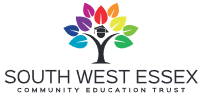 SOUTH WEST ESSEX
COMMUNITY EDUCATION TRUST